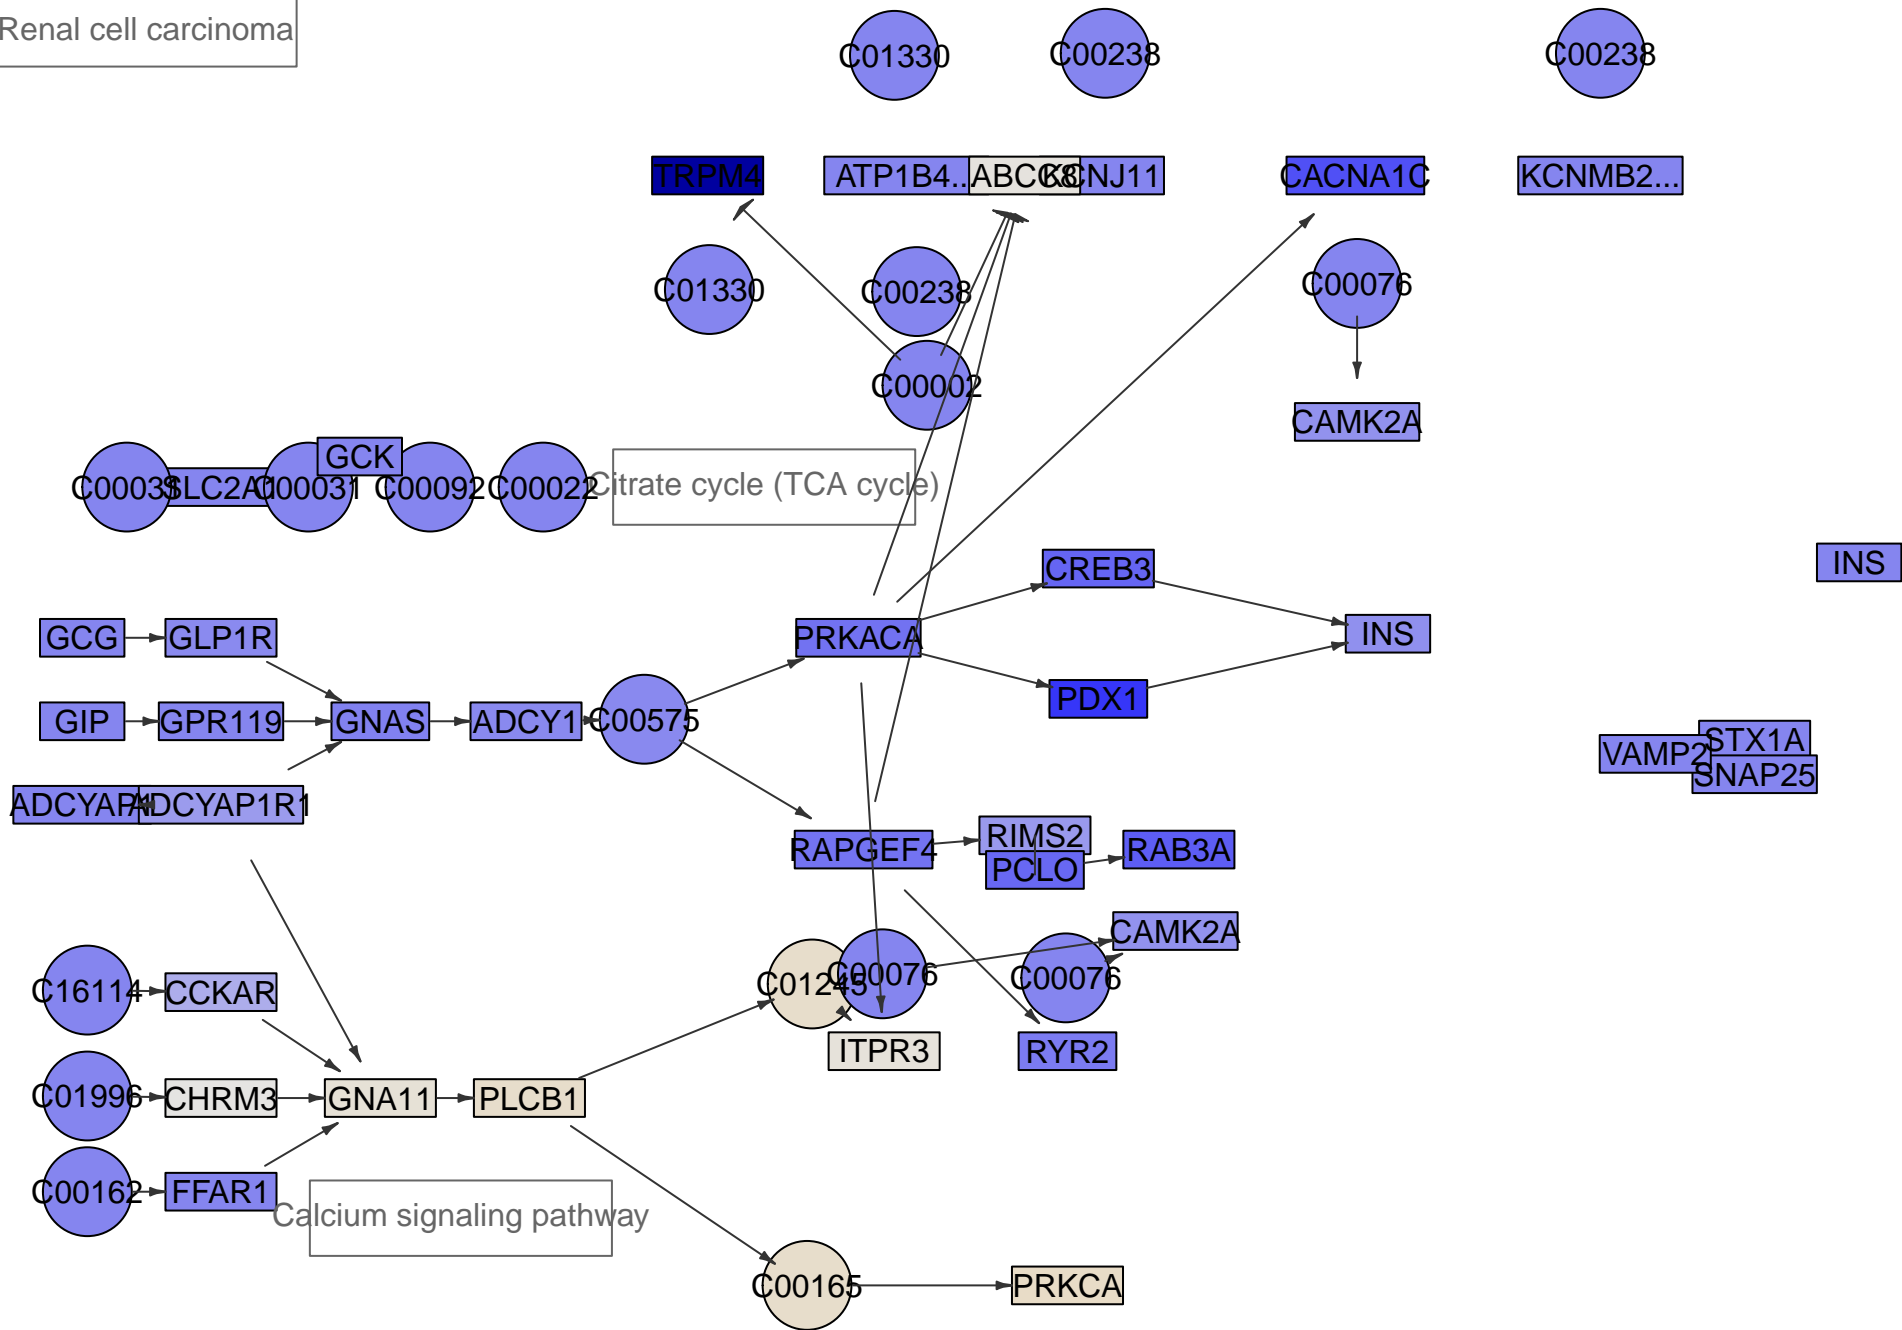 Renal cell carcinoma
C01330
C00238
C00238
TRPM4
ATP1B4...
ABCC8
KCNJ11
CACNA1C
KCNMB2...
C01330
C00238
C00076
C00002
CAMK2A
C00031
SLC2A1
C00031
GCK
C00092
C00022
Citrate cycle (TCA cycle)
CREB3
INS
GCG
GLP1R
PRKACA
INS
PDX1
GIP
GPR119
GNAS
ADCY1
C00575
VAMP2
STX1A
SNAP25
ADCYAP1
ADCYAP1R1
RAPGEF4
RIMS2
PCLO
RAB3A
CAMK2A
C16114
CCKAR
C01245
C00076
C00076
ITPR3
RYR2
C01996
CHRM3
GNA11
PLCB1
C00162
FFAR1
Calcium signaling pathway
C00165
PRKCA